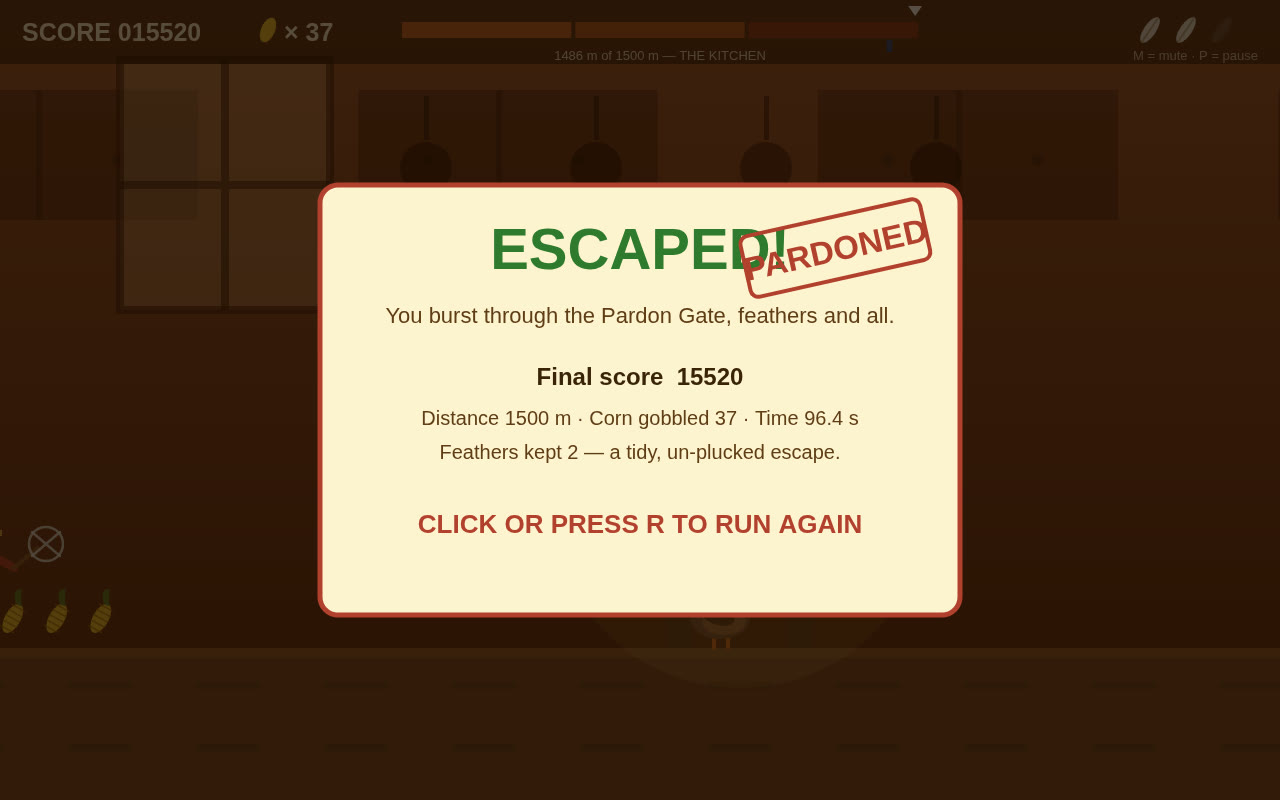 SCORE 015520
× 37
1486 m of 1500 m — THE KITCHEN
M = mute · P = pause
ESCAPED!
PARDONED
You burst through the Pardon Gate, feathers and all.
Final score 15520
Distance 1500 m · Corn gobbled 37 · Time 96.4 s
Feathers kept 2 — a tidy, un-plucked escape.
CLICK OR PRESS R TO RUN AGAIN